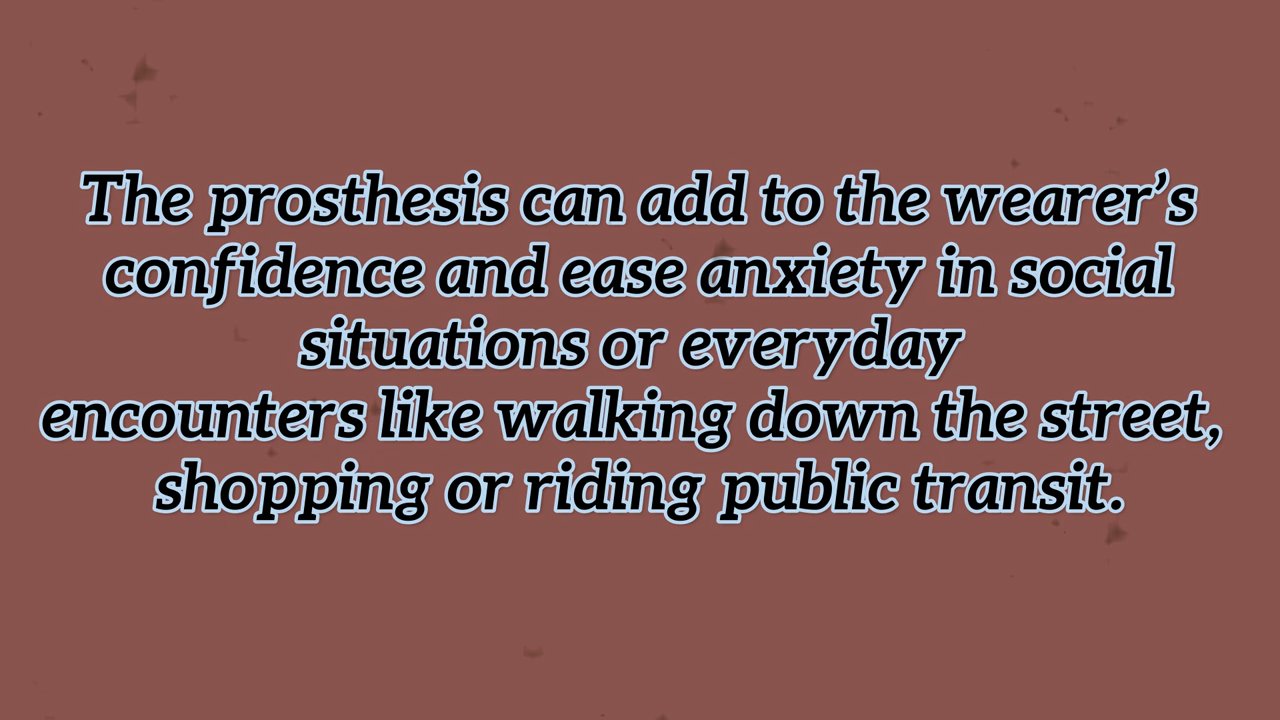 The prosthesis can add to the wearer’s
confidence and ease anxiety in social
situations or everyday
encounters like walking down the street,
shopping or riding public transit.